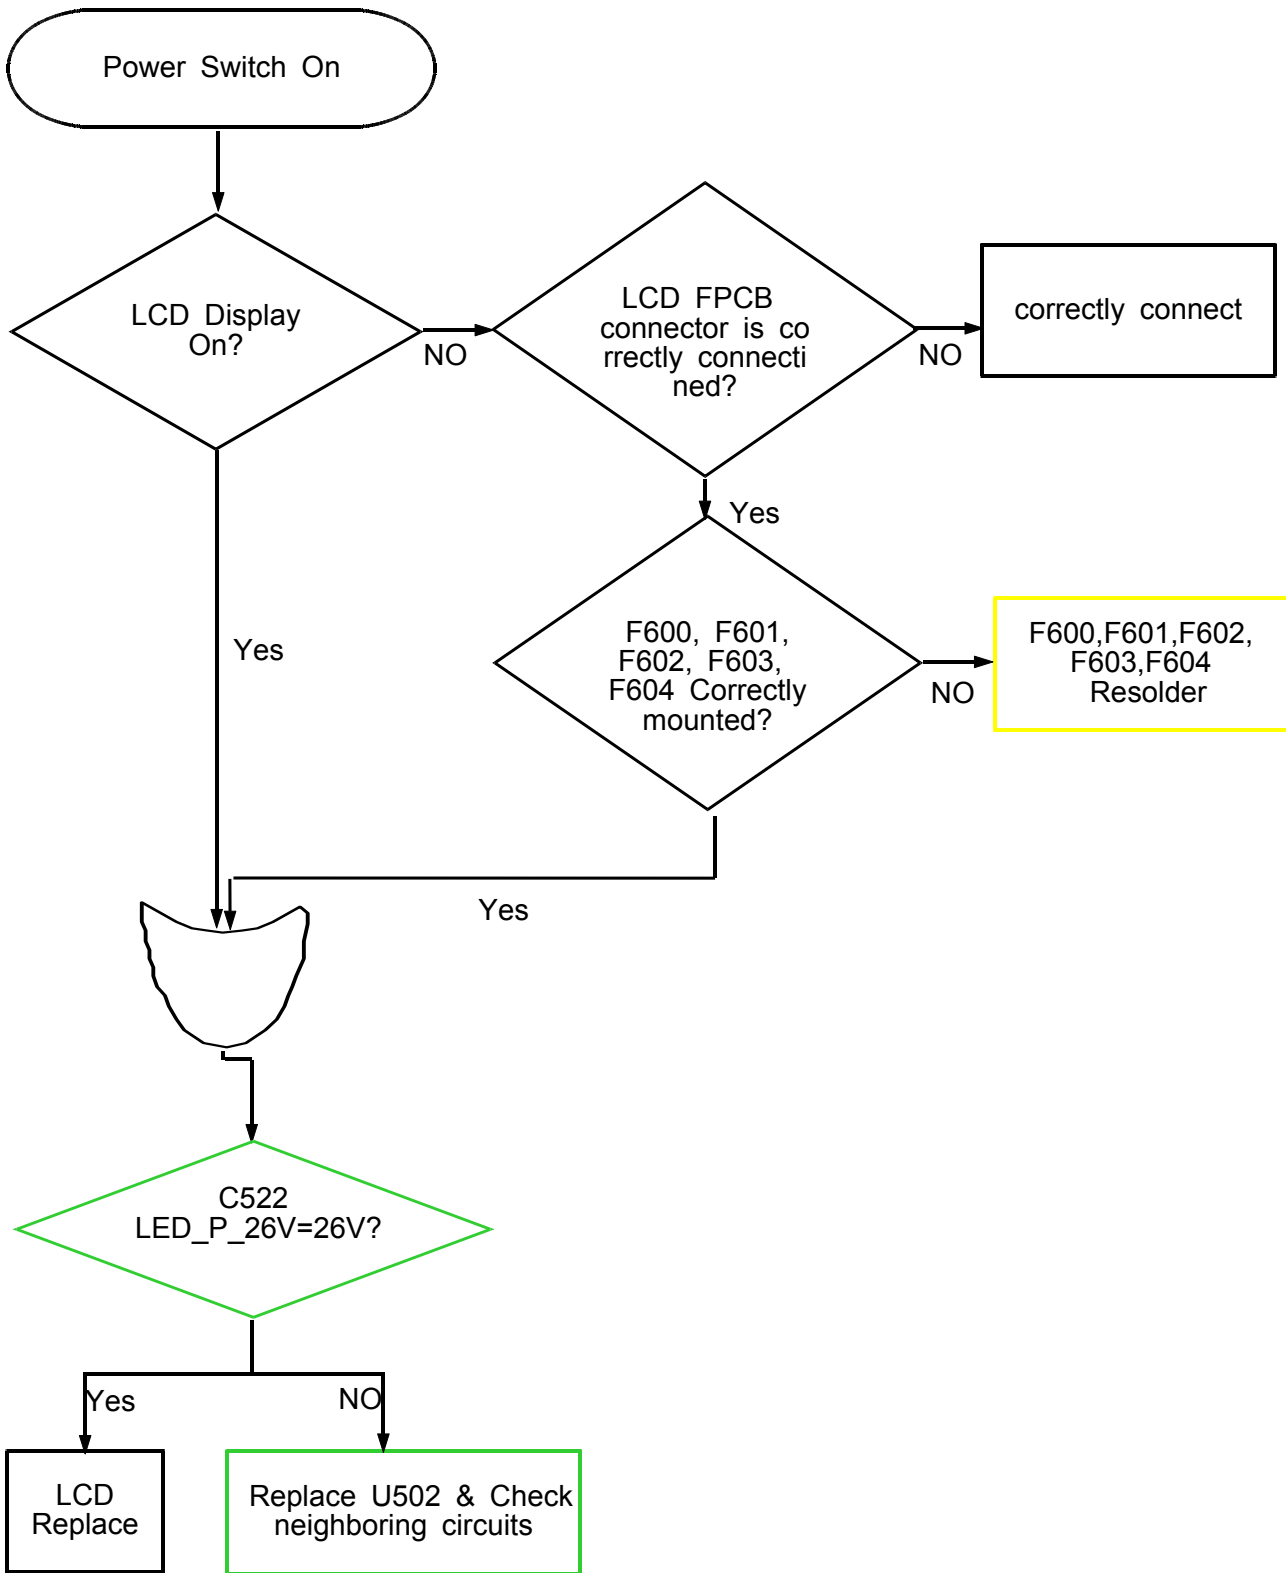 Power Switch On
LCD Display
On?
NO
LCD FPCB
connector is co
rrectly connecti
ned?
NO
correctly connect
Yes
Yes
F600, F601,
F602, F603,
F604 Correctly
mounted?
NO
F600,F601,F602,
F603,F604
Resolder
Yes
C522
LED_P_26V=26V?
Yes
NO
LCD
Replace
Replace U502 & Check
neighboring circuits